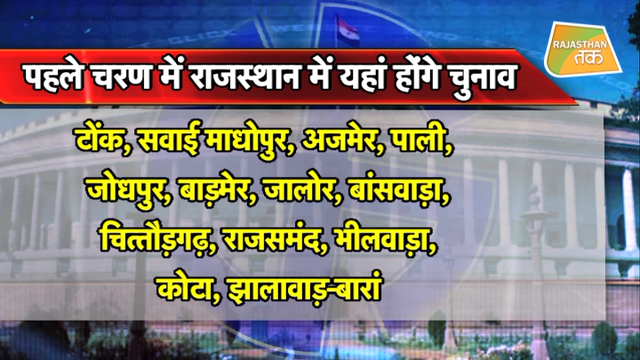 RAJASTHAN
तक
पहले चरण में राजस्थान में यहां होंगे चुनाव
टोंक, सवाई माधोपुर, अजमेर, पाली,
जोधपुर, बाड़मेर, जालोर, बांसवाड़ा,
चित्तौड़गढ़, राजसमंद, भीलवाड़ा,
कोटा, झालावाड़-बारां